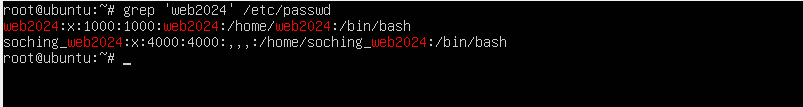 root@ubuntu:~# grep 'web2024' /etc/passwd
web2024:x:1000:1000:web2024:/home/web2024:/bin/bash
soching_web2024:x:4000:4000:,,,:/home/soching_web2024:/bin/bash
root@ubuntu:~# _